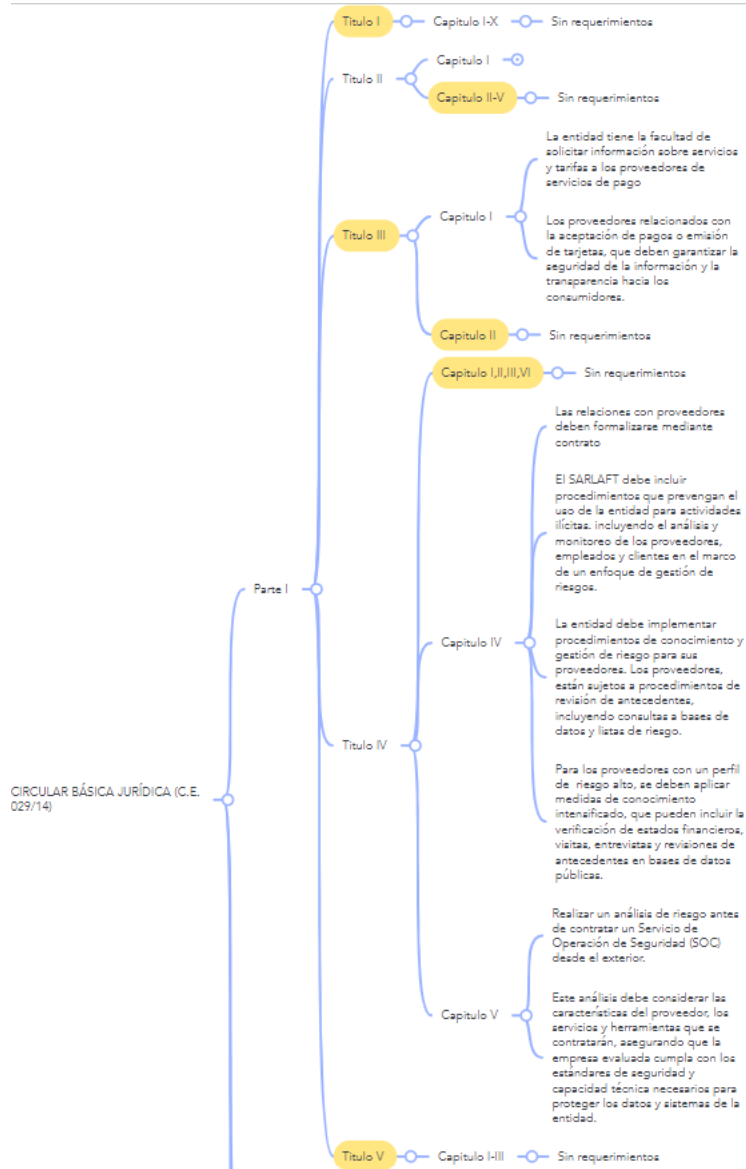 Titulo I
Capitulo I-X
Sin requerimientos
Titulo II
Capitulo I
Capitulo II-V
Sin requerimientos
Titulo III
Capitulo I
La entidad tiene la facultad de
solicitar información sobre servicios
y tarifas a los proveedores de
servicios de pago
Los proveedores relacionados con
la aceptación de pagos o emisión
de tarjetas, que deben garantizar la
seguridad de la información y la
transparencia hacia los
consumidores.
Capitulo II
Sin requerimientos
Capitulo I,II,III,VI
Sin requerimientos
Las relaciones con proveedores
deben formalizarse mediante
contrato
El SARLAFT debe incluir
procedimientos que prevengan el
uso de la entidad para actividades
ilícitas. incluyendo el análisis y
monitoreo de los proveedores,
empleados y clientes en el marco
de un enfoque de gestión de
riesgos.
Parte I
Capitulo IV
La entidad debe implementar
procedimientos de conocimiento y
gestión de riesgo para sus
proveedores. Los proveedores,
están sujetos a procedimientos de
revisión de antecedentes,
incluyendo consultas a bases de
datos y listas de riesgo.
Titulo IV
CIRCULAR BÁSICA JURÍDICA (C.E.
029/14)
Para los proveedores con un perfil
de riesgo alto, se deben aplicar
medidas de conocimiento
intensificado, que pueden incluir la
verificación de estados financieros,
visitas, entrevistas y revisiones de
antecedentes en bases de datos
públicas.
Realizar un análisis de riesgo antes
de contratar un Servicio de
Operación de Seguridad (SOC)
desde el exterior.
Capitulo V
Este análisis debe considerar las
características del proveedor, los
servicios y herramientas que se
contratarán, asegurando que la
empresa evaluada cumpla con los
estándares de seguridad y
capacidad técnica necesarios para
proteger los datos y sistemas de la
entidad.
Titulo V
Capitulo I-III
Sin requerimientos